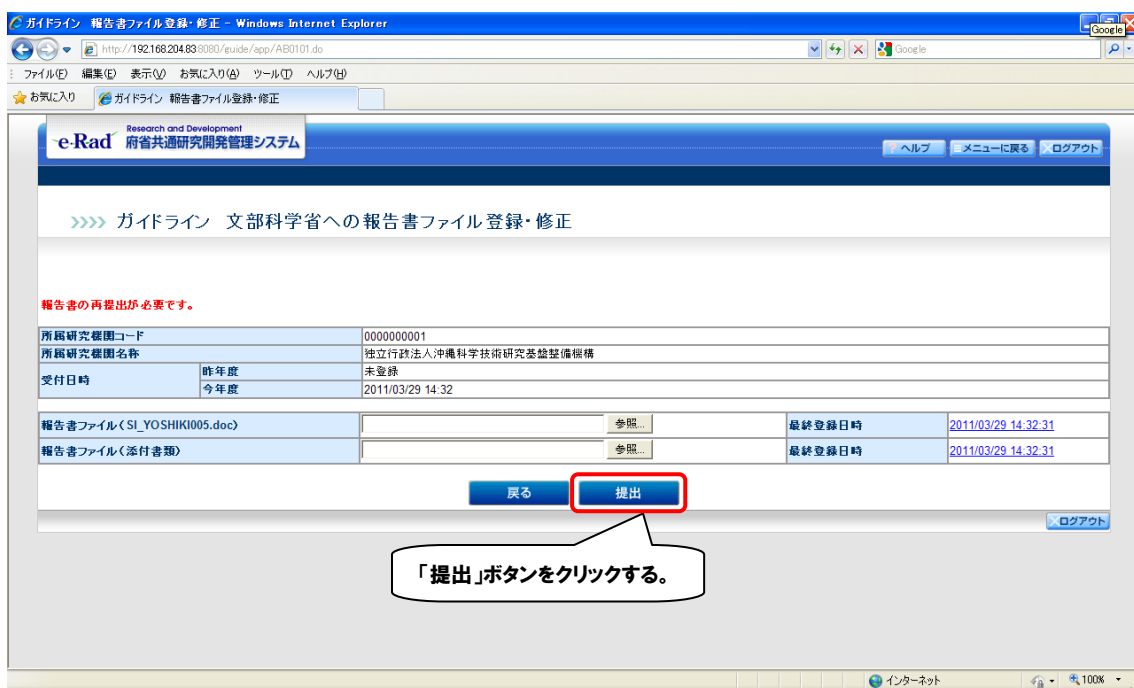 ガイドライン 報告書ファイル登録・修正 - Windows Internet Explorer
Google
http://192.168.204.83:8080/guide/app/AB0101.do
Google
ファイル(F) 編集(E) 表示(V) お気に入り(A) ツール(T) ヘルプ(H)
お気に入り ガイドライン 報告書ファイル登録・修正
e-Rad Research and Development
府省共通研究開発管理システム
ヘルプ メニューに戻る ログアウト
>>>> ガイドライン 文部科学省への報告書ファイル登録・修正
報告書の再提出が必要です。
所属研究機関コード 0000000001
所属研究機関名称 独立行政法人沖縄科学技術研究基盤整備機構
受付日時 昨年度 未登録
今年度 2011/03/29 14:32
報告書ファイル(SI_YOSHIKI005.doc) 参照... 最終登録日時 2011/03/29 14:32:31
報告書ファイル(添付書類) 参照... 最終登録日時 2011/03/29 14:32:31
戻る 提出
ログアウト
「提出」ボタンをクリックする。
インターネット 100%